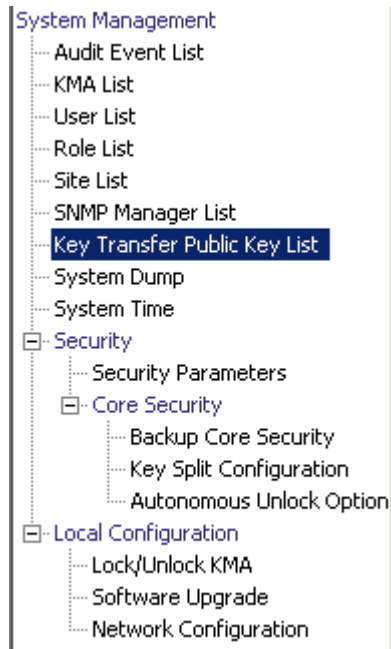 System Management
Audit Event List
KMA List
User List
Role List
Site List
SNMP Manager List
Key Transfer Public Key List
System Dump
System Time
Security
Security Parameters
Core Security
Backup Core Security
Key Split Configuration
Autonomous Unlock Option
Local Configuration
Lock/Unlock KMA
Software Upgrade
Network Configuration